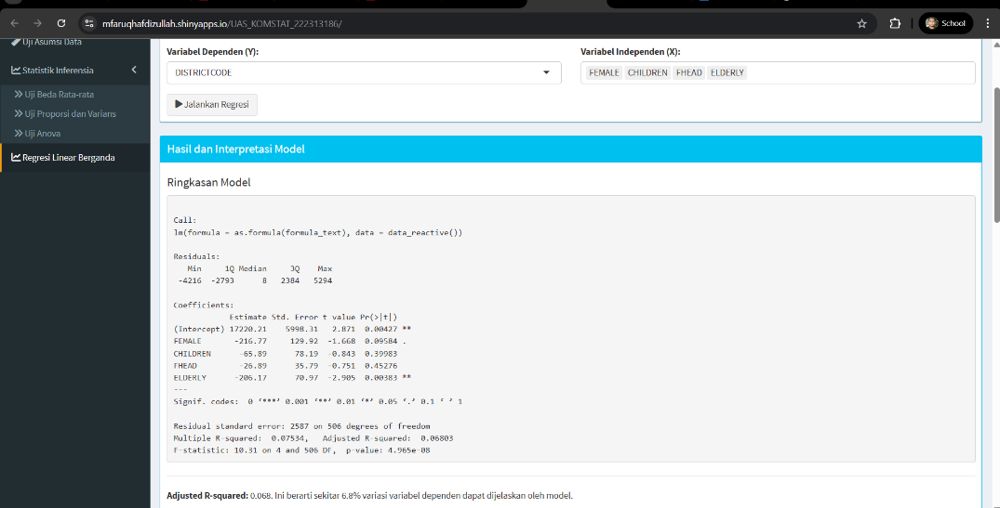 mfaruqhafdizullah.shinyapps.io/UAS_KOMSTAT_222313186/
School
Uji Asumsi Data
Statistik Inferensia
Uji Beda Rata-rata
Uji Proporsi dan Varians
Uji Anova
Regresi Linear Berganda
Variabel Dependen (Y):
Variabel Independen (X):
DISTRICTCODE
FEMALE CHILDREN FHEAD ELDERLY
Jalankan Regresi
Hasil dan Interpretasi Model
Ringkasan Model
Call:
lm(formula = as.formula(formula_text), data = data_reactive())
Residuals:
Min 1Q Median 3Q Max
-4216 -2793 8 2384 5294
Coefficients:
Estimate Std. Error t value Pr(>|t|)
(Intercept) 17220.21 5998.31 2.871 0.00427 **
FEMALE -216.77 129.92 -1.668 0.09584 .
CHILDREN -65.89 78.19 -0.843 0.39983
FHEAD -26.89 35.79 -0.751 0.45276
ELDERLY -206.17 70.97 -2.905 0.00383 **
---
Signif. codes: 0 ‘***’ 0.001 ‘**’ 0.01 ‘*’ 0.05 ‘.’ 0.1 ‘ ’ 1
Residual standard error: 2587 on 506 degrees of freedom
Multiple R-squared: 0.07534, Adjusted R-squared: 0.06803
F-statistic: 10.31 on 4 and 506 DF, p-value: 4.965e-08
Adjusted R-squared: 0.068. Ini berarti sekitar 6.8% variasi variabel dependen dapat dijelaskan oleh model.